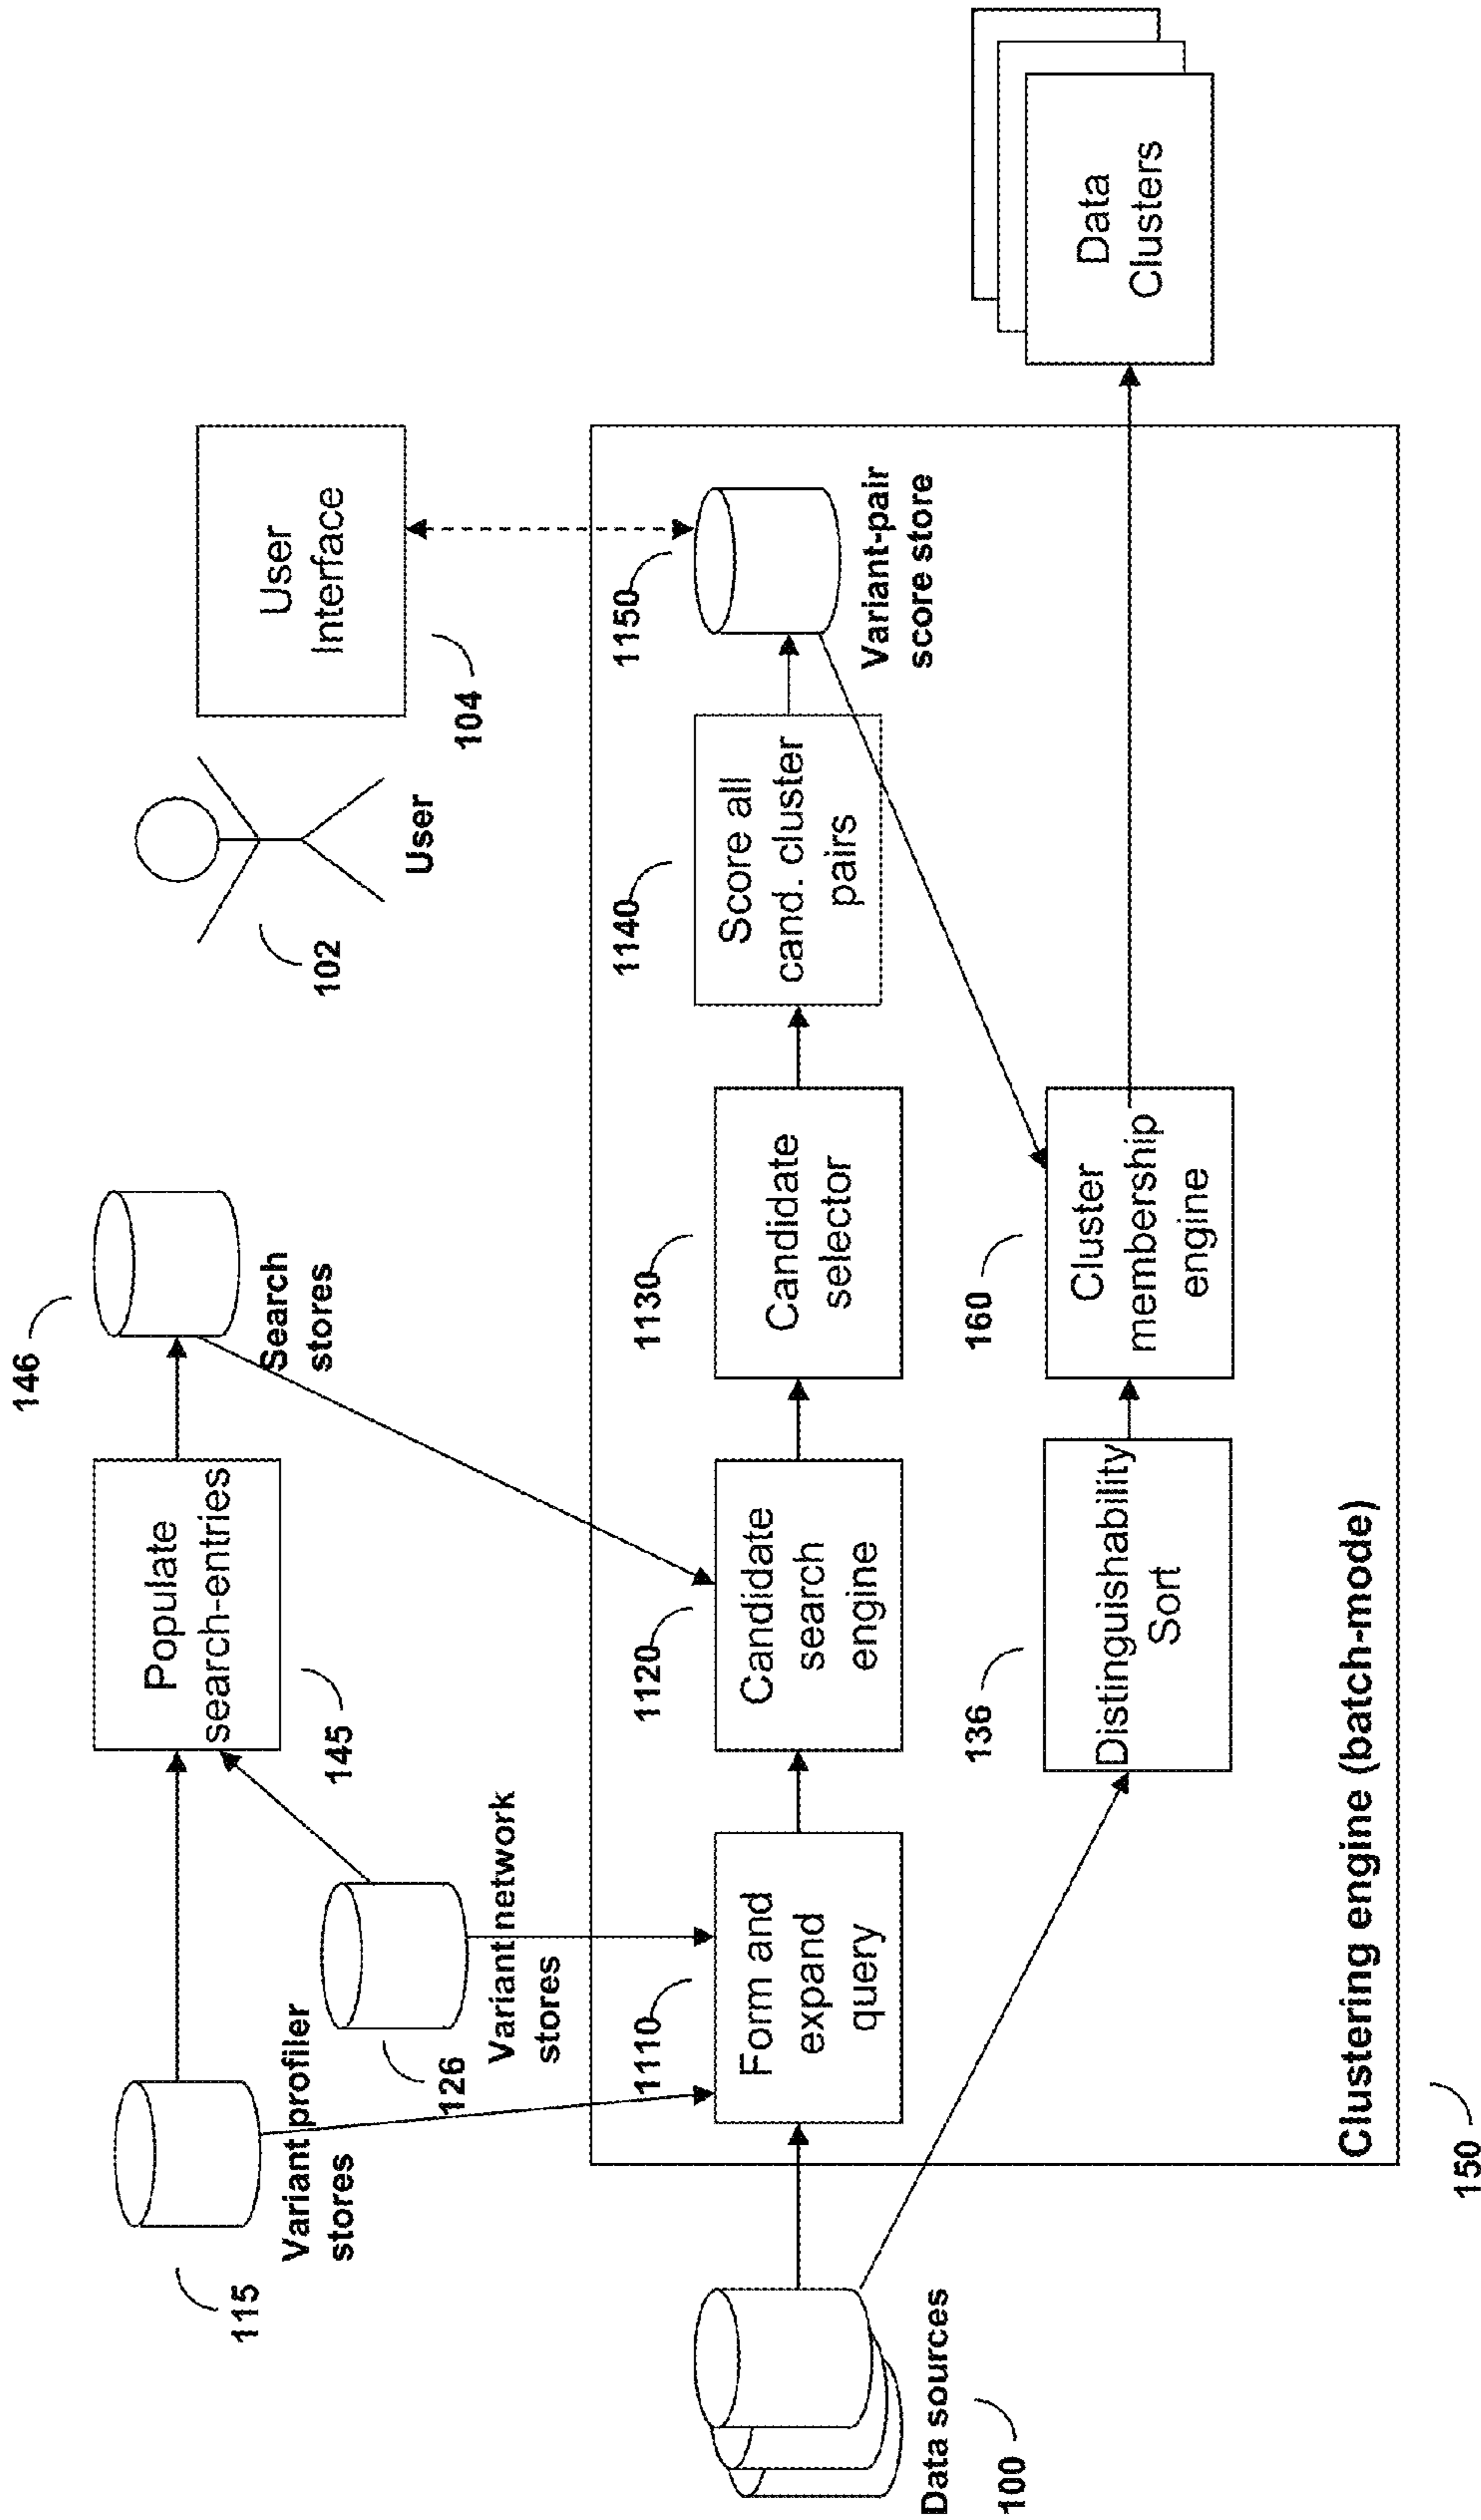 146
Search
stores
Populate
search-entries
145
115
Variant profiler
stores
126
Variant network
stores
102
User
User
Interface
104
Data sources
100
1110
Form and
expand
query
1120
Candidate
search
engine
1130
Candidate
selector
1140
Score all
cand. cluster
pairs
1150
Variant-pair
score store
136
Distinguishability
Sort
160
Cluster
membership
engine
Data
Clusters
Clustering engine (batch-mode)
150